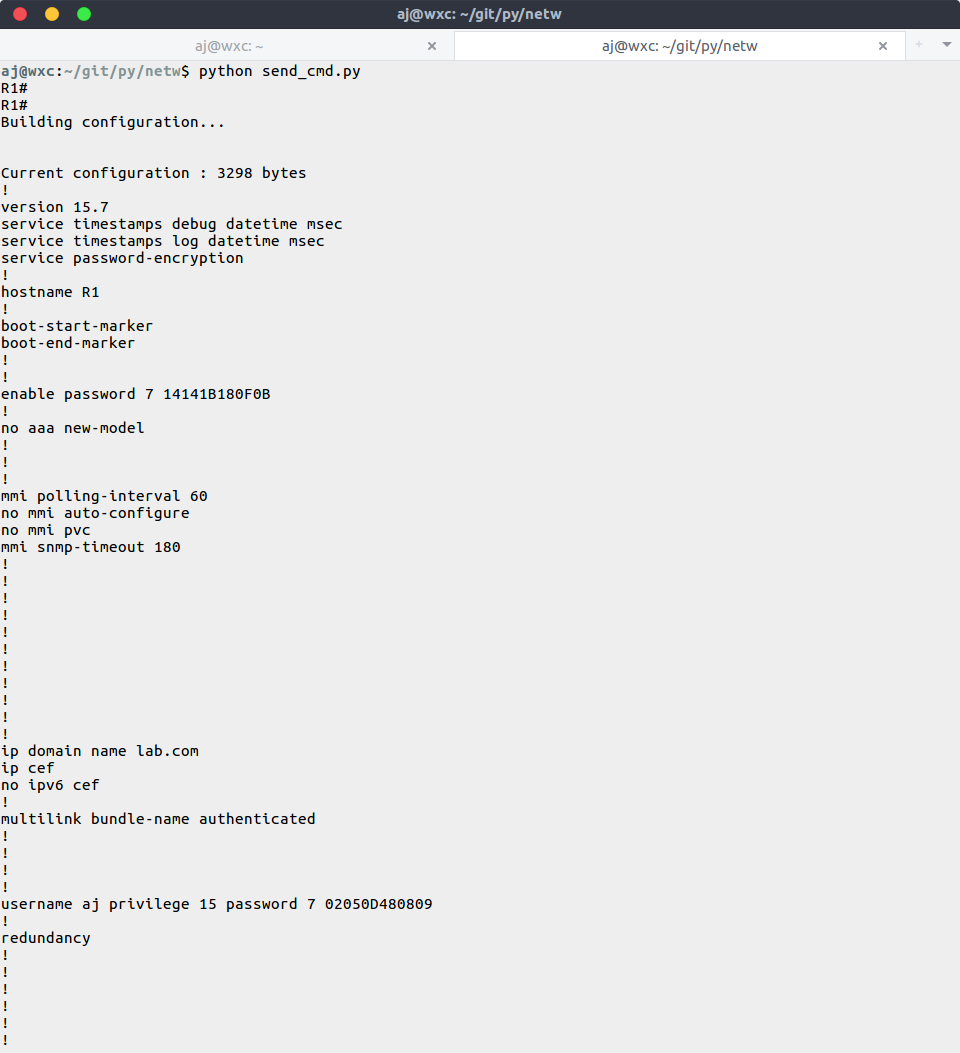 aj@wxc: ~/git/py/netw
aj@wxc: ~
aj@wxc: ~/git/py/netw
aj@wxc:~/git/py/netw$ python send_cmd.py
R1#
R1#
Building configuration...
Current configuration : 3298 bytes
!
version 15.7
service timestamps debug datetime msec
service timestamps log datetime msec
service password-encryption
!
hostname R1
!
boot-start-marker
boot-end-marker
!
!
enable password 7 14141B180F0B
!
no aaa new-model
!
!
!
mmi polling-interval 60
no mmi auto-configure
no mmi pvc
mmi snmp-timeout 180
!
!
!
!
!
!
!
!
!
!
!
ip domain name lab.com
ip cef
no ipv6 cef
!
multilink bundle-name authenticated
!
!
!
!
username aj privilege 15 password 7 02050D480809
!
redundancy
!
!
!
!
!
!